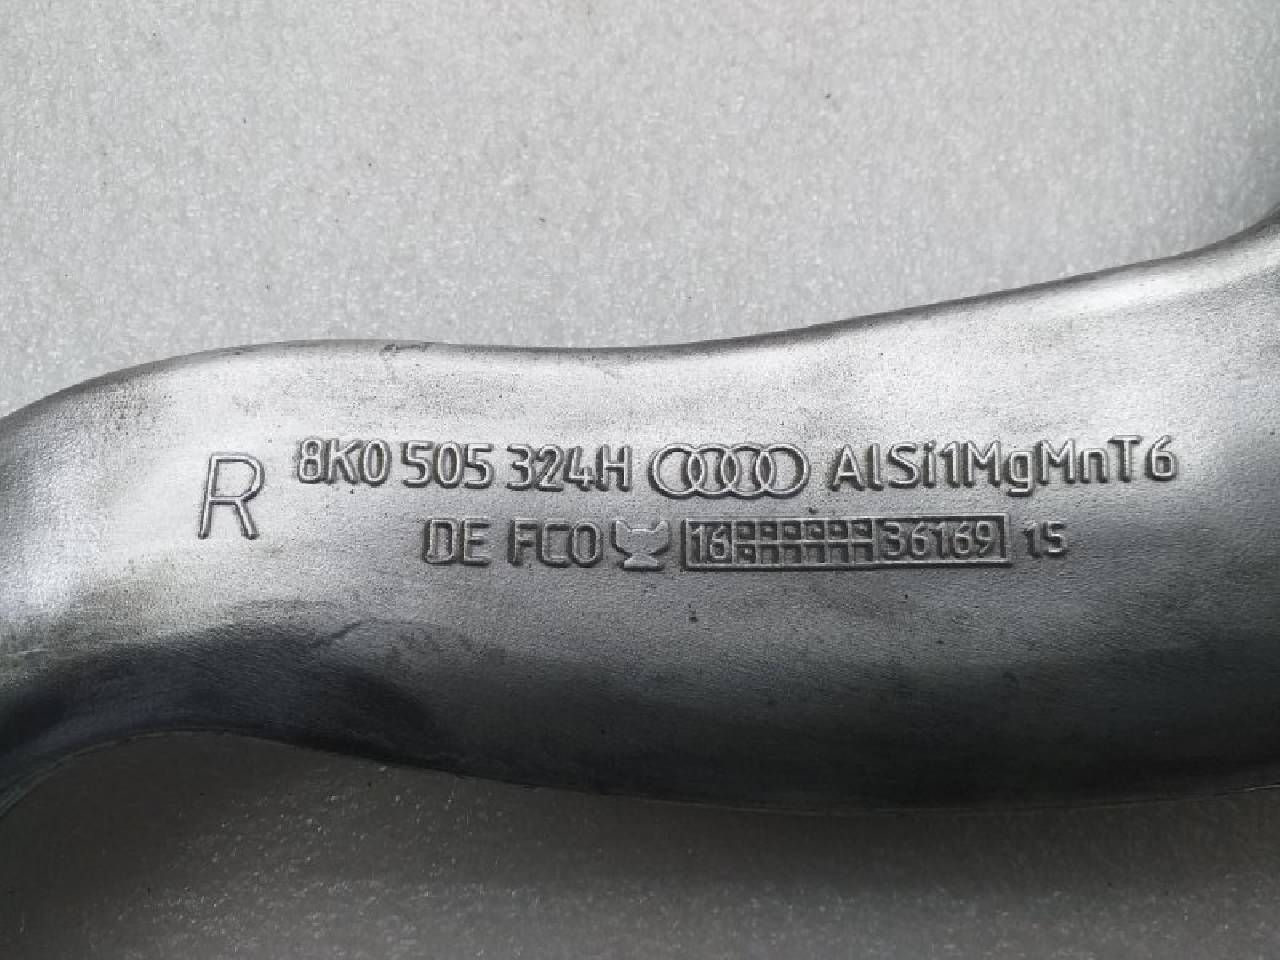 R 8K0 505 324H AlSi1MgMnT6
DE FCO 16 36169 15